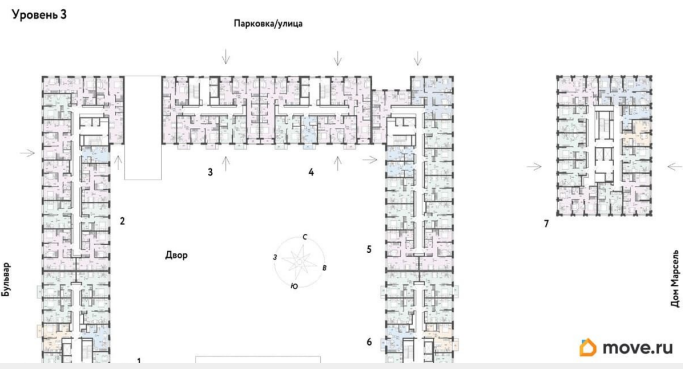 Уровень 3
Парковка/улица
3
4
2
7
С
5
Двор
З
В
Ю
Бульвар
Дом Марсель
6
1
move.ru